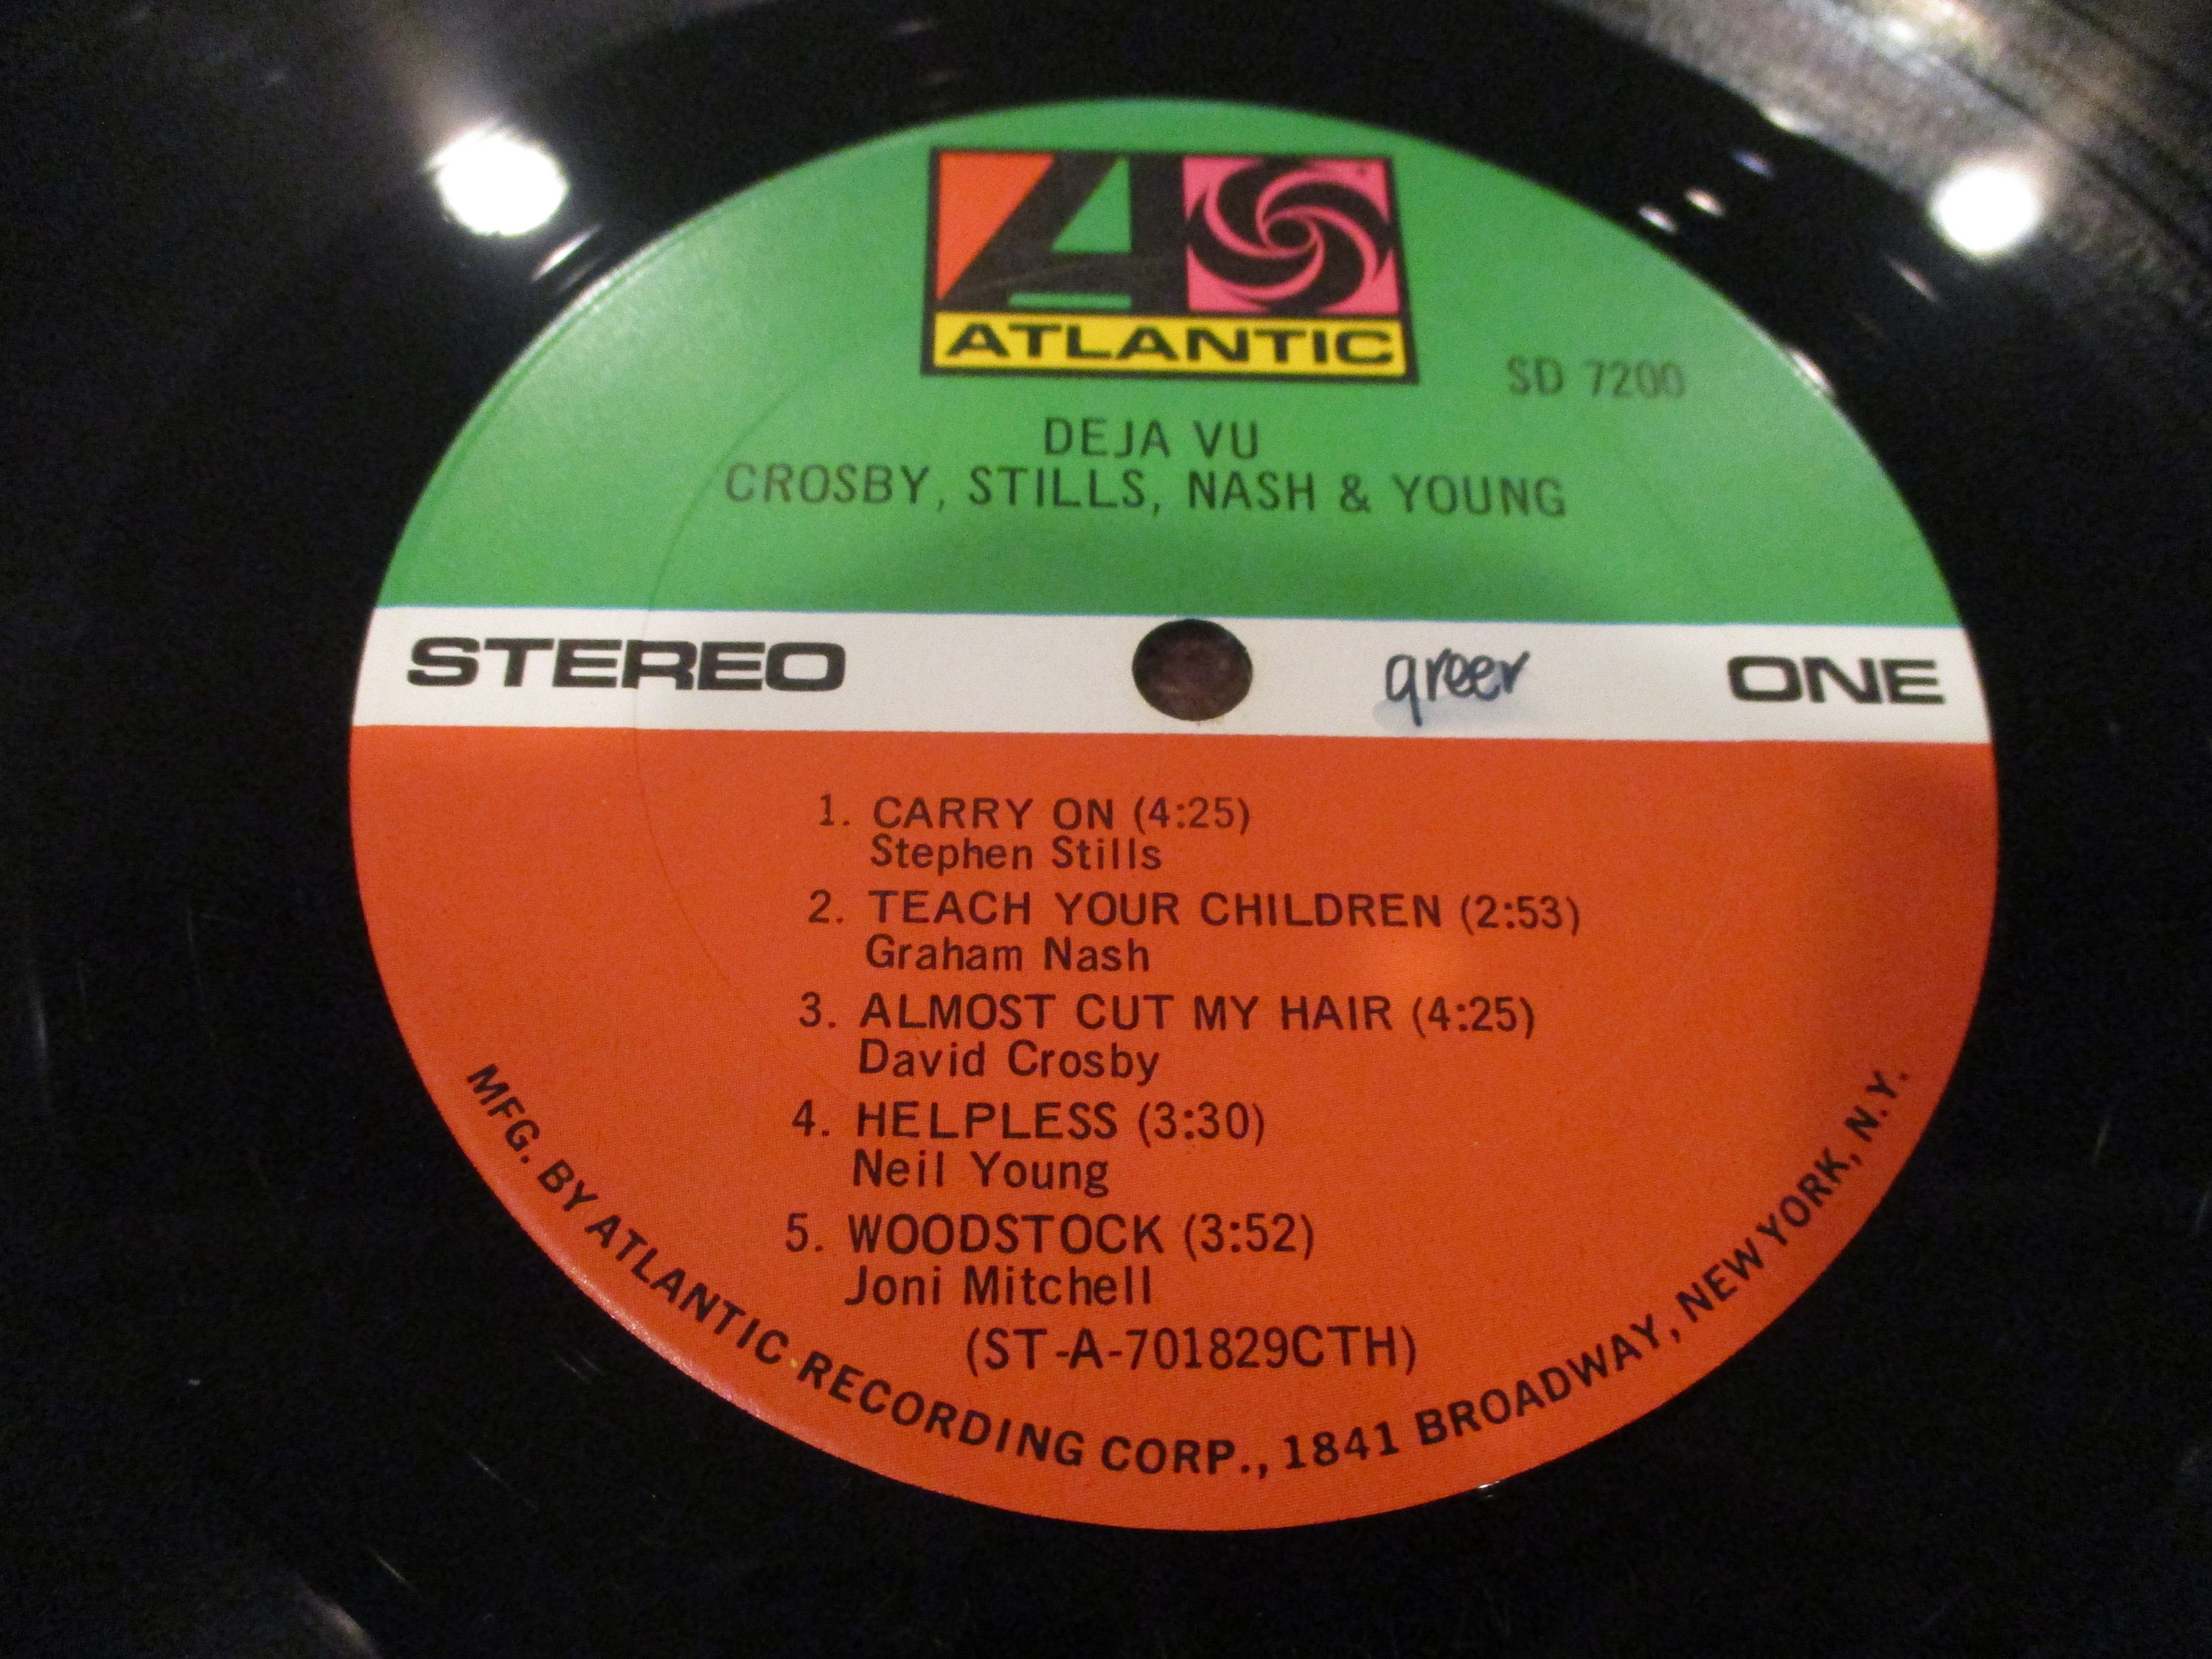 ATLANTIC
SD 7200
DEJA VU
CROSBY, STILLS, NASH & YOUNG
STEREO
greer
ONE
1. CARRY ON (4:25)
Stephen Stills
2. TEACH YOUR CHILDREN (2:53)
Graham Nash
3. ALMOST CUT MY HAIR (4:25)
David Crosby
4. HELPLESS (3:30)
Neil Young
5. WOODSTOCK (3:52)
Joni Mitchell
(ST-A-701829CTH)
MFG. BY ATLANTIC RECORDING CORP., 1841 BROADWAY, NEW YORK, N.Y.